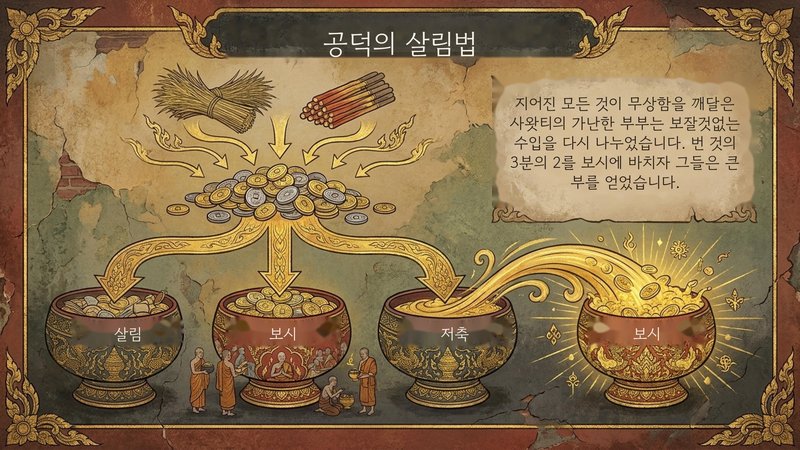 공덕의 살림법
지어진 모든 것이 무상함을 깨달은
사왓티의 가난한 부부는 보잘것없는
수입을 다시 나누었습니다. 번 것의
3분의 2를 보시에 바치자 그들은 큰
부를 얻었습니다.
살림
보시
저축
보시